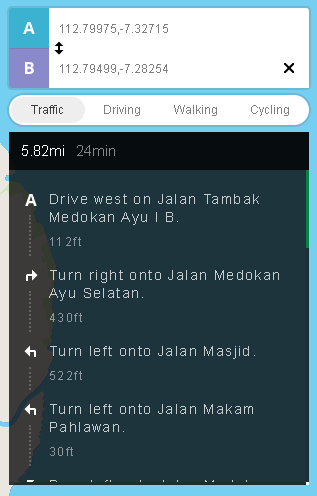 A 112.79975,-7.32715
B 112.79499,-7.28254
Traffic Driving Walking Cycling
5.82mi 24min
A Drive west on Jalan Tambak
Medokan Ayu I B.
112ft
Turn right onto Jalan Medokan
Ayu Selatan.
430ft
Turn left onto Jalan Masjid.
522ft
Turn left onto Jalan Makam
Pahlawan.
30ft